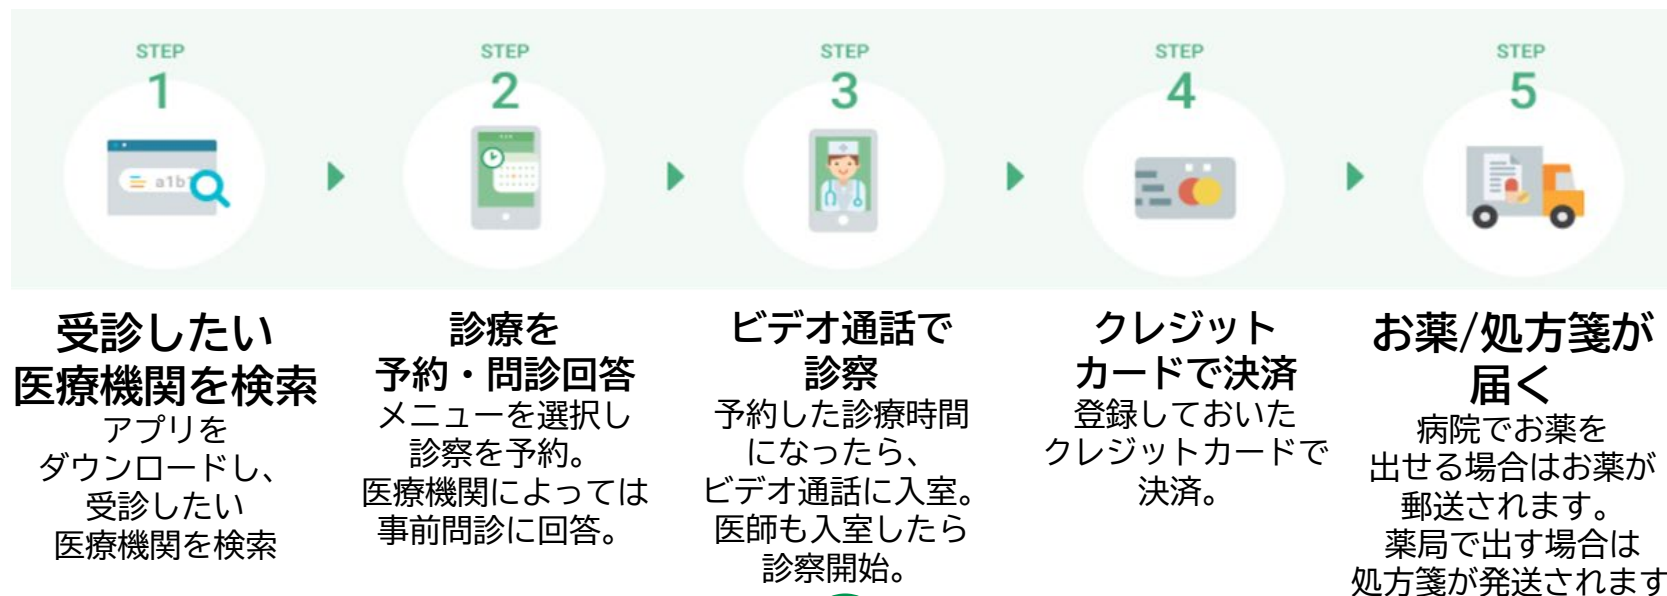 STEP
1
a1b
STEP
2
STEP
3
STEP
4
STEP
5
受診したい
医療機関を検索
アプリを
ダウンロードし、
受診したい
医療機関を検索
診療を
予約・問診回答
メニューを選択し
診察を予約。
医療機関によっては
事前問診に回答。
ビデオ通話で
診察
予約した診療時間
になったら、
ビデオ通話に入室。
医師も入室したら
診察開始。
クレジット
カードで決済
登録しておいた
クレジットカードで
決済。
お薬/処方箋が
届く
病院でお薬を
出せる場合はお薬が
郵送されます。
薬局で出す場合は
処方箋が発送されます